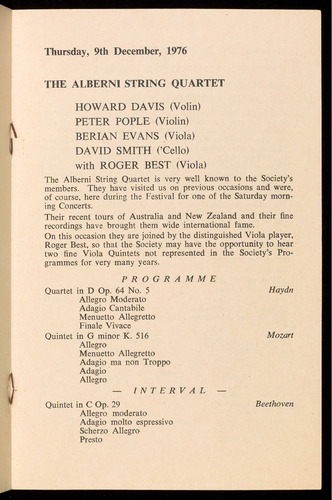 Thursday, 9th December, 1976
THE ALBERNI STRING QUARTET
HOWARD DAVIS (Volin)
PETER POPLE (Violin)
BERIAN EVANS (Viola)
DAVID SMITH ('Cello)
with ROGER BEST (Viola)
The Alberni String Quartet is very well known to the Society's
members. They have visited us on previous occasions and were,
of course, here during the Festival for one of the Saturday morn-
ing Concerts.
Their recent tours of Australia and New Zealand and their fine
recordings have brought them wide international fame.
On this occasion they are joined by the distinguished Viola player,
Roger Best, so that the Society may have the opportunity to hear
two fine Viola Quintets not represented in the Society's Pro-
grammes for very many years.
PROGRAMME
Quartet in D Op. 64 No. 5 Haydn
Allegro Moderato
Adagio Cantabile
Menuetto Allegretto
Finale Vivace
Quintet in G minor K. 516 Mozart
Allegro
Menuetto Allegretto
Adagio ma non Troppo
Adagio
Allegro
— INTERVAL —
Quintet in C Op. 29 Beethoven
Allegro moderato
Adagio molto espressivo
Scherzo Allegro
Presto